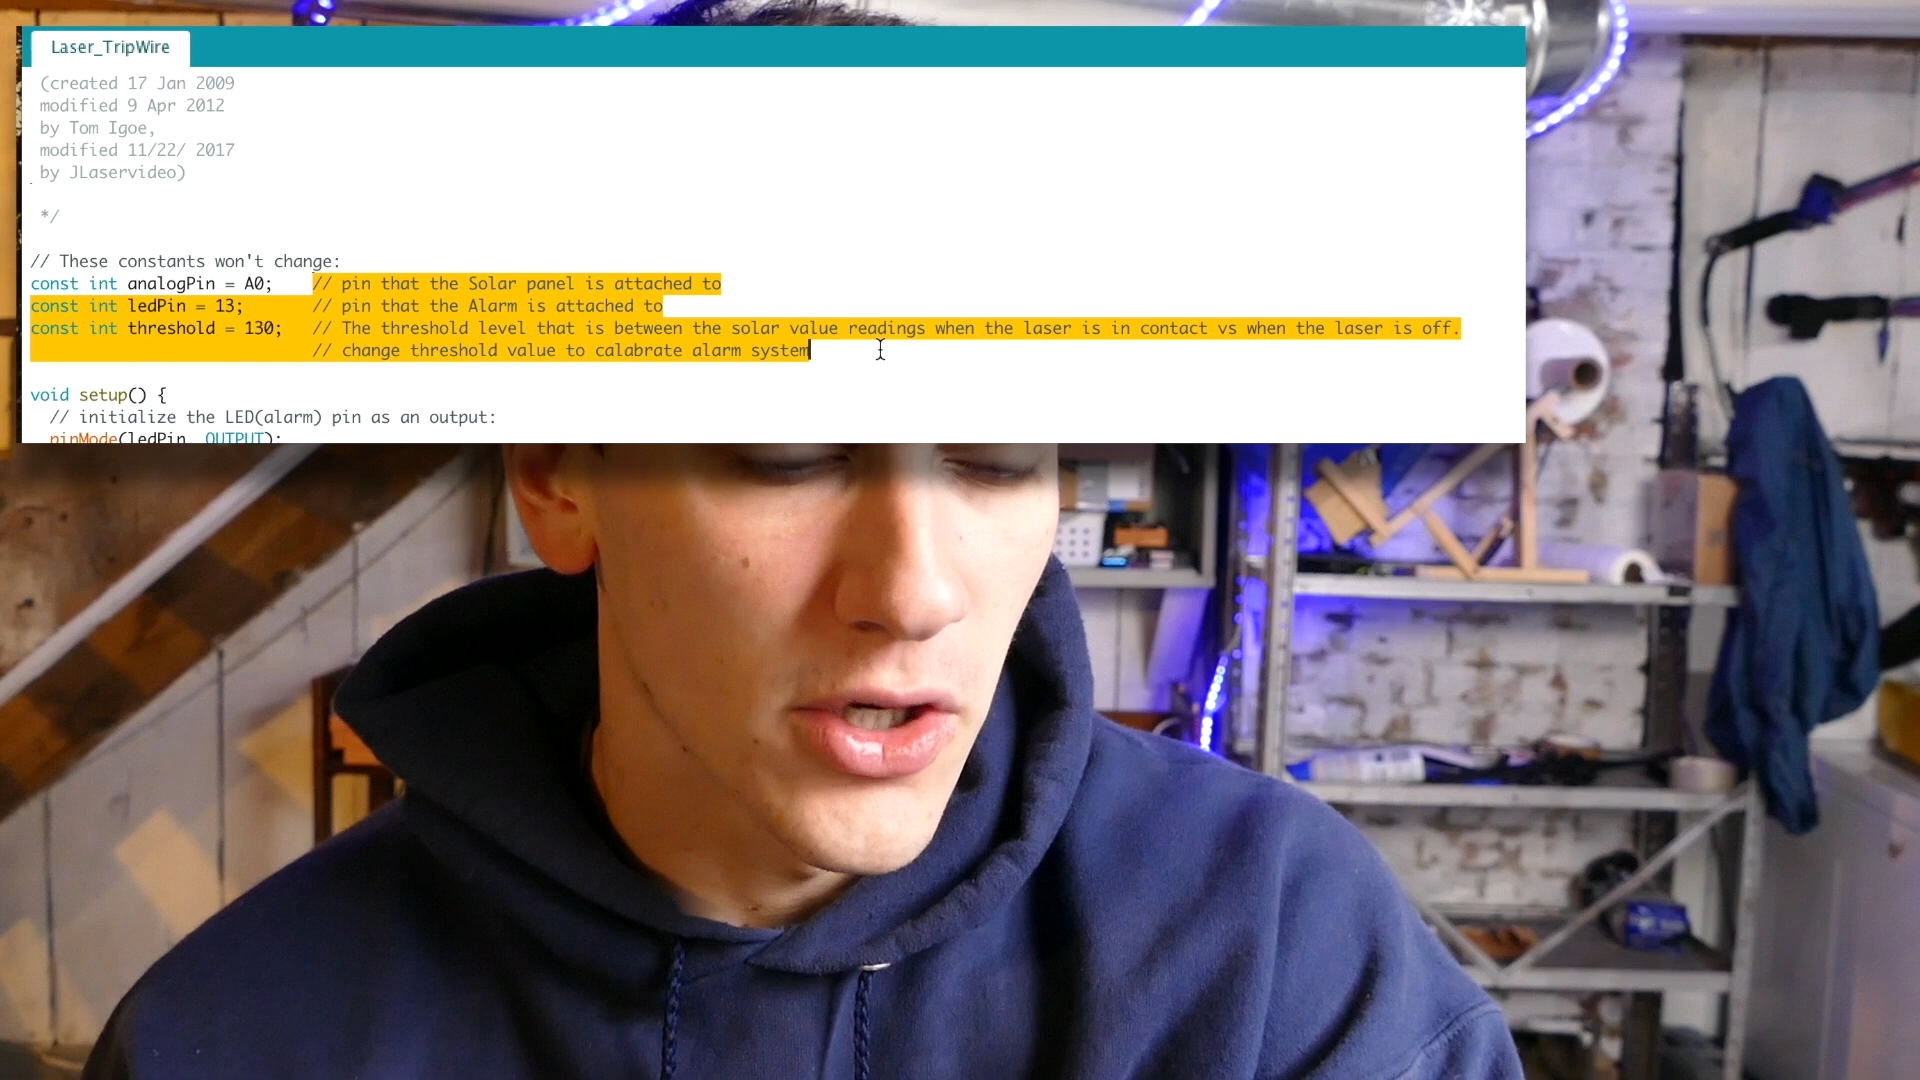 Laser_TripWire
(created 17 Jan 2009
modified 9 Apr 2012
by Tom Igoe,
modified 11/22/ 2017
by JLaservideo)
*/
// These constants won't change:
const int analogPin = A0;    // pin that the Solar panel is attached to
const int ledPin = 13;       // pin that the Alarm is attached to
const int threshold = 130;   // The threshold level that is between the solar value readings when the laser is in contact vs when the laser is off.
// change threshold value to calabrate alarm system
void setup() {
// initialize the LED(alarm) pin as an output:
pinMode(ledPin, OUTPUT);